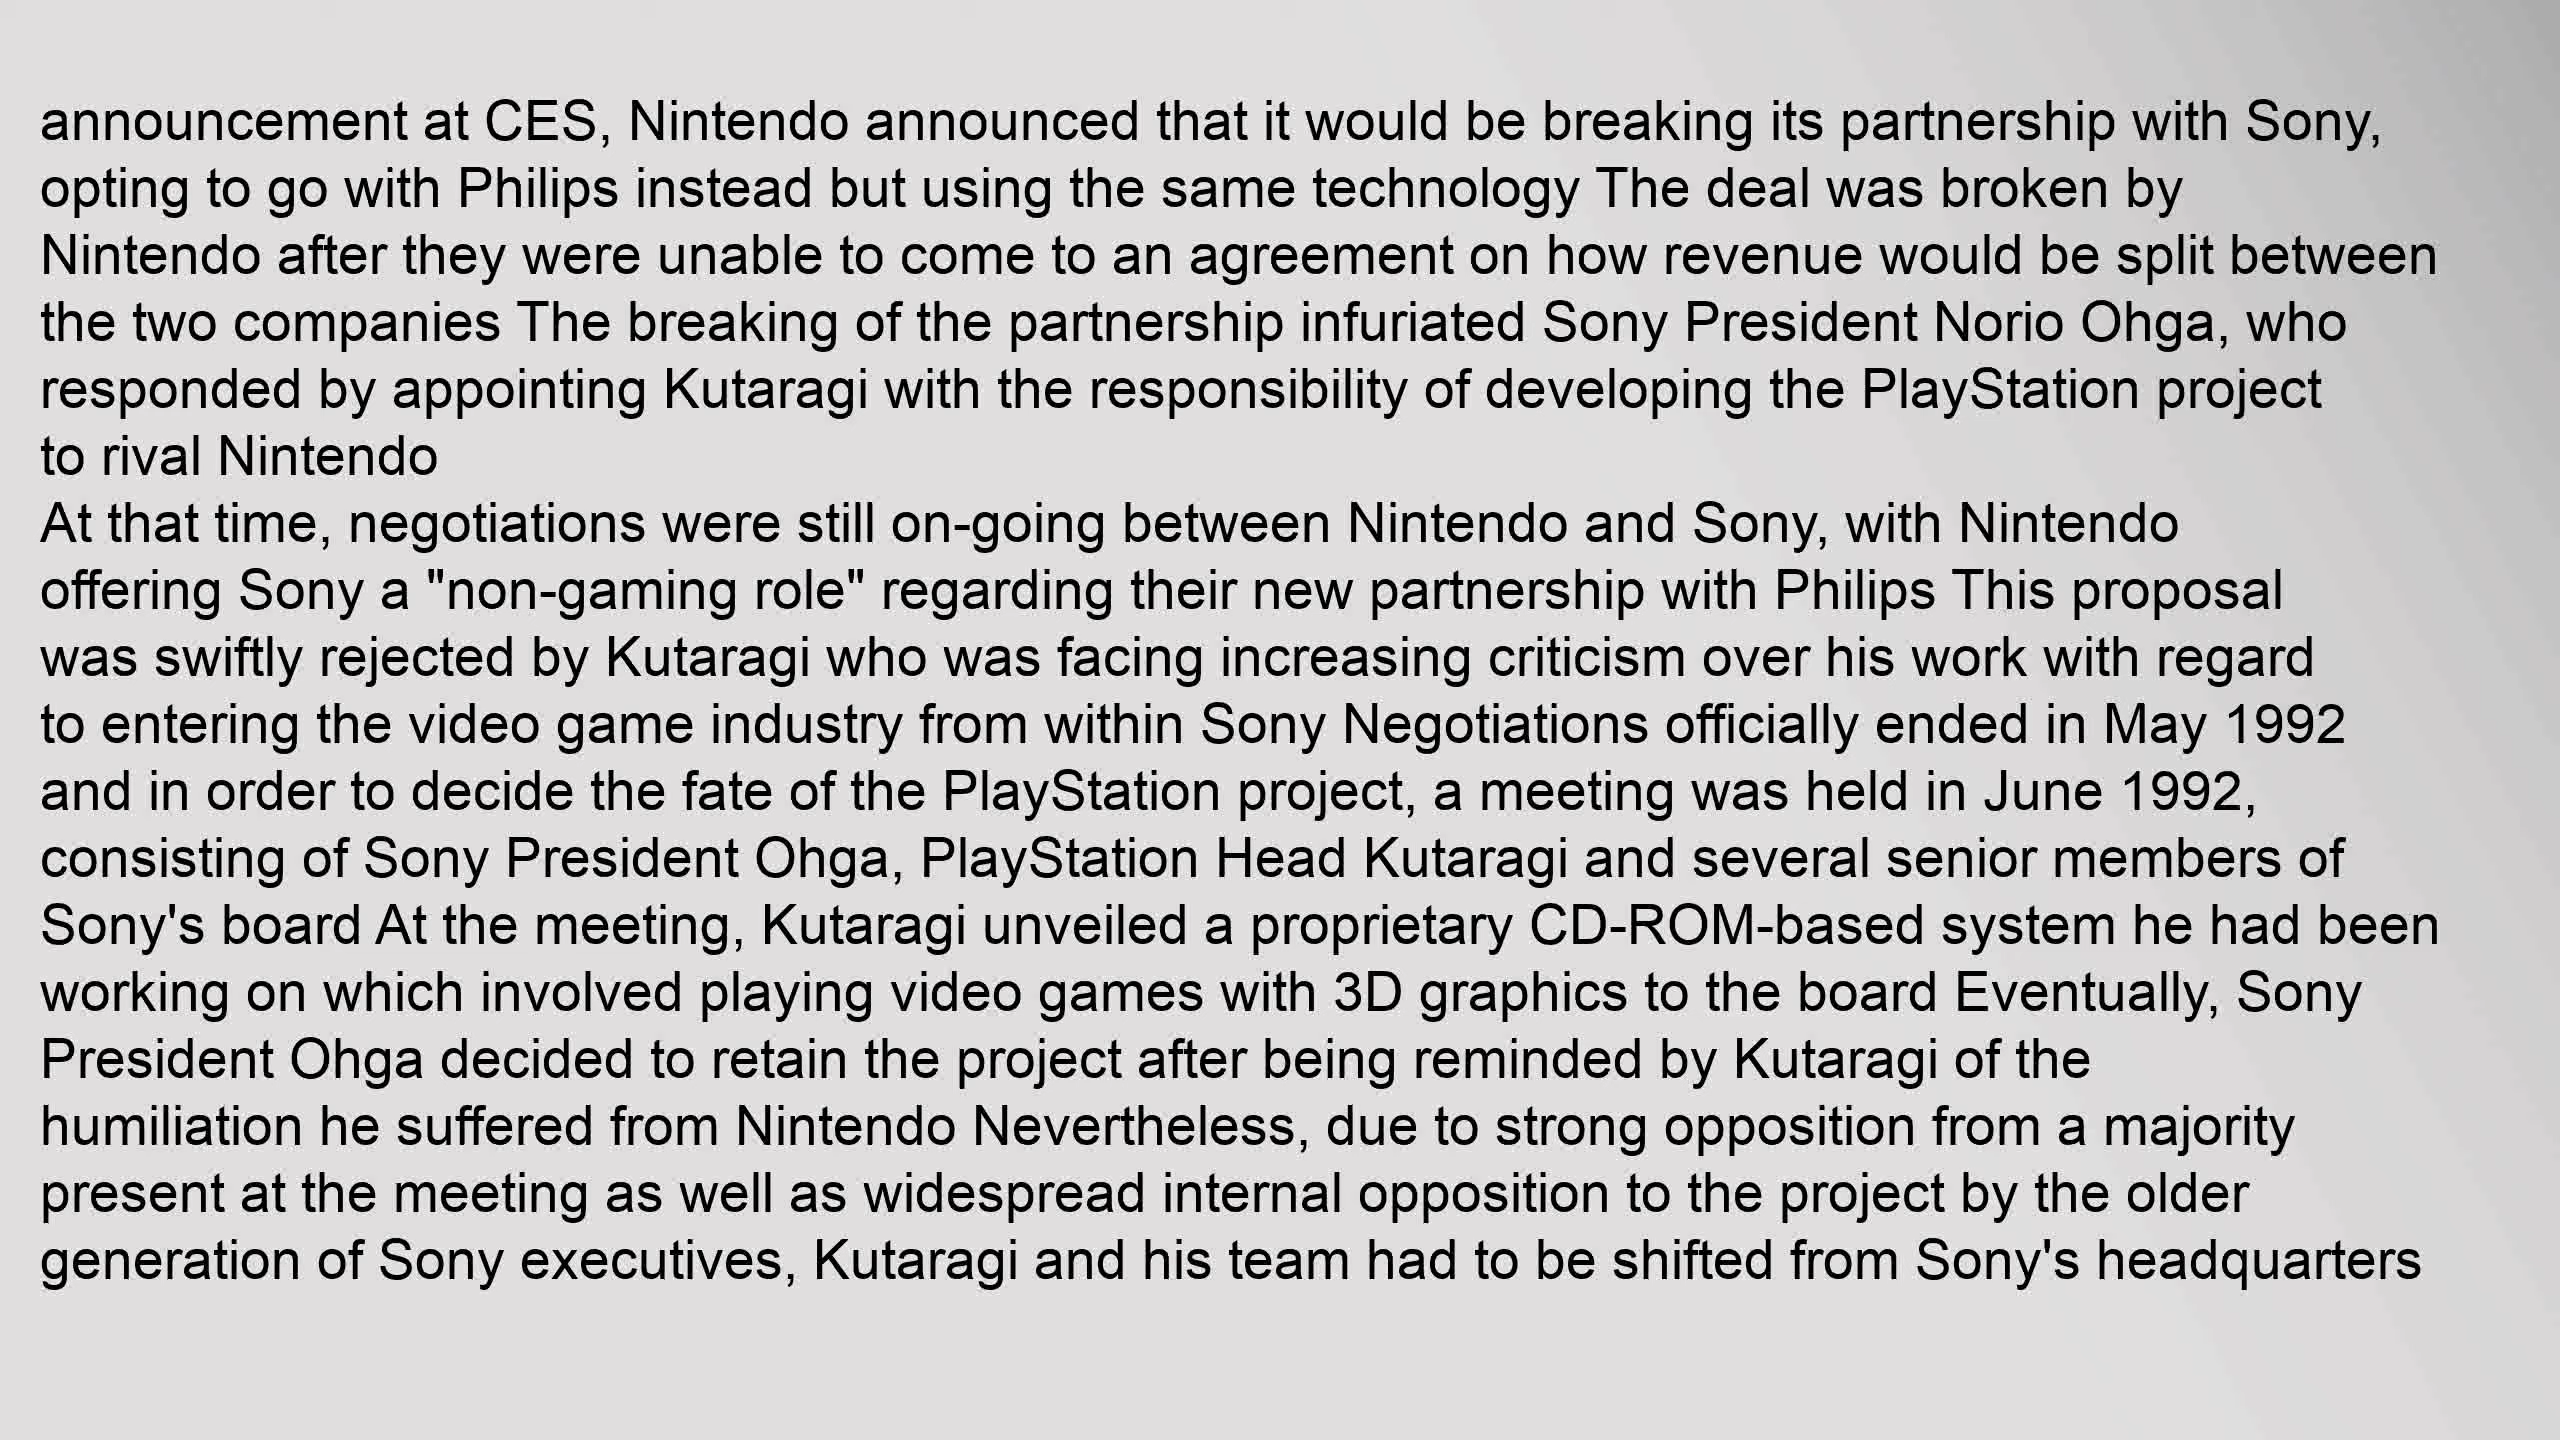 announcement at CES, Nintendo announced that it would be breaking its partnership with Sony,
opting to go with Philips instead but using the same technology The deal was broken by
Nintendo after they were unable to come to an agreement on how revenue would be split between
the two companies The breaking of the partnership infuriated Sony President Norio Ohga, who
responded by appointing Kutaragi with the responsibility of developing the PlayStation project
to rival Nintendo
At that time, negotiations were still on-going between Nintendo and Sony, with Nintendo
offering Sony a "non-gaming role" regarding their new partnership with Philips This proposal
was swiftly rejected by Kutaragi who was facing increasing criticism over his work with regard
to entering the video game industry from within Sony Negotiations officially ended in May 1992
and in order to decide the fate of the PlayStation project, a meeting was held in June 1992,
consisting of Sony President Ohga, PlayStation Head Kutaragi and several senior members of
Sony's board At the meeting, Kutaragi unveiled a proprietary CD-ROM-based system he had been
working on which involved playing video games with 3D graphics to the board Eventually, Sony
President Ohga decided to retain the project after being reminded by Kutaragi of the
humiliation he suffered from Nintendo Nevertheless, due to strong opposition from a majority
present at the meeting as well as widespread internal opposition to the project by the older
generation of Sony executives, Kutaragi and his team had to be shifted from Sony's headquarters